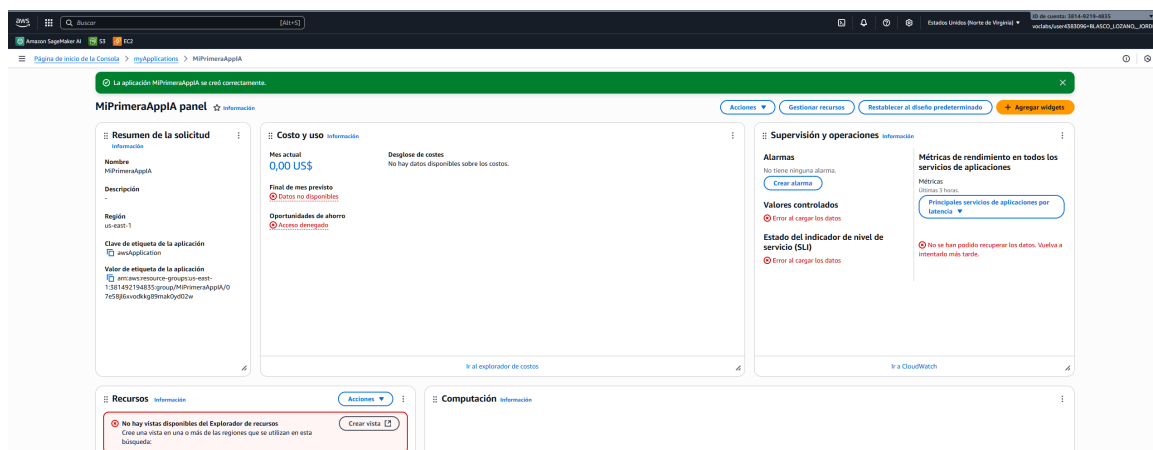 aws
Buscar
[Alt+S]
Estados Unidos (Norte de Virginia) ▼
ID de cuenta: 3814-9219-4835
voclabs/user4383096=BLASCO_LOZANO,_JORD
Amazon SageMaker AI
S3
EC2
Página de inicio de la Consola > myApplications > MiPrimeraAppIA
La aplicación MiPrimeraAppIA se creó correctamente.
MiPrimeraAppIA panel
Información
Acciones ▼
Gestionar recursos
Restablecer al diseño predeterminado
+ Agregar widgets
Resumen de la solicitud
Información
Nombre
MiPrimeraAppIA
Descripción
-
Región
us-east-1
Clave de etiqueta de la aplicación
awsApplication
Valor de etiqueta de la aplicación
arn:aws:resource-groups:us-east-
1:381492194835:group/MiPrimeraAppIA/0
Costo y uso Información
Mes actual
0,00 US$
Final de mes previsto
Datos no disponibles
Oportunidades de ahorro
Acceso denegado
Desglose de costes
No hay datos disponibles sobre los costos.
Ir al explorador de costos
Supervisión y operaciones Información
Alarmas
No tiene ninguna alarma.
Crear alarma
Valores controlados
Error al cargar los datos
Estado del indicador de nivel de
servicio (SLI)
Error al cargar los datos
Métricas de rendimiento en todos los
servicios de aplicaciones
Métricas
Últimas 3 horas.
Principales servicios de aplicaciones por
latencia ▼
No se han podido recuperar los datos. Vuelva a
intentarlo más tarde.
Ir a CloudWatch
Recursos Información
Acciones ▼
No hay vistas disponibles del Explorador de
recursos
Cree una vista en una o más de las regiones que se utilizan en esta
búsqueda:
Crear vista
Computación Información